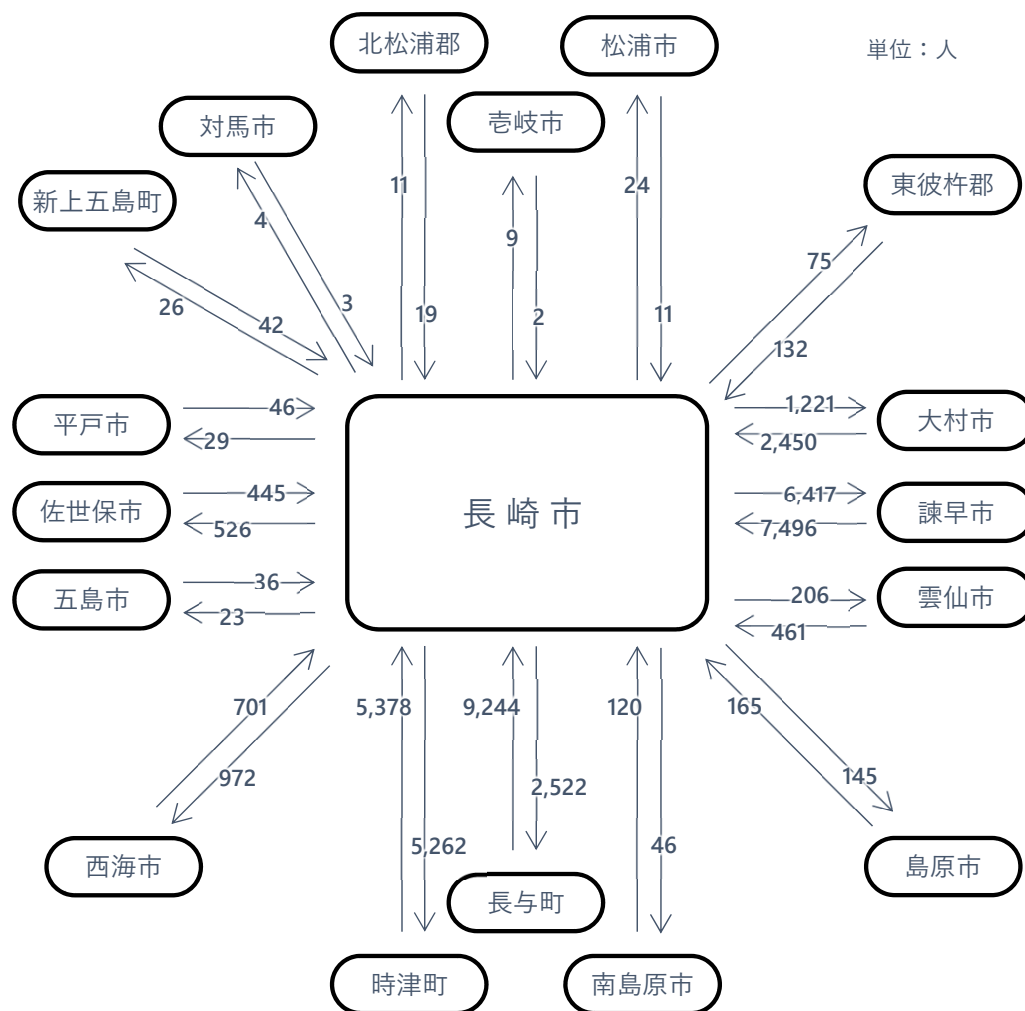 北松浦郡
松浦市
単位：人
対馬市
壱岐市
新上五島町
東彼杵郡
11
24
4
9
75
26
42
3
19
2
11
132
平戸市
46
29
1,221
2,450
大村市
佐世保市
445
526
長崎市
6,417
7,496
諫早市
五島市
36
23
206
461
雲仙市
701
5,378
9,244
120
165
972
2,522
145
5,262
46
西海市
長与町
島原市
時津町
南島原市